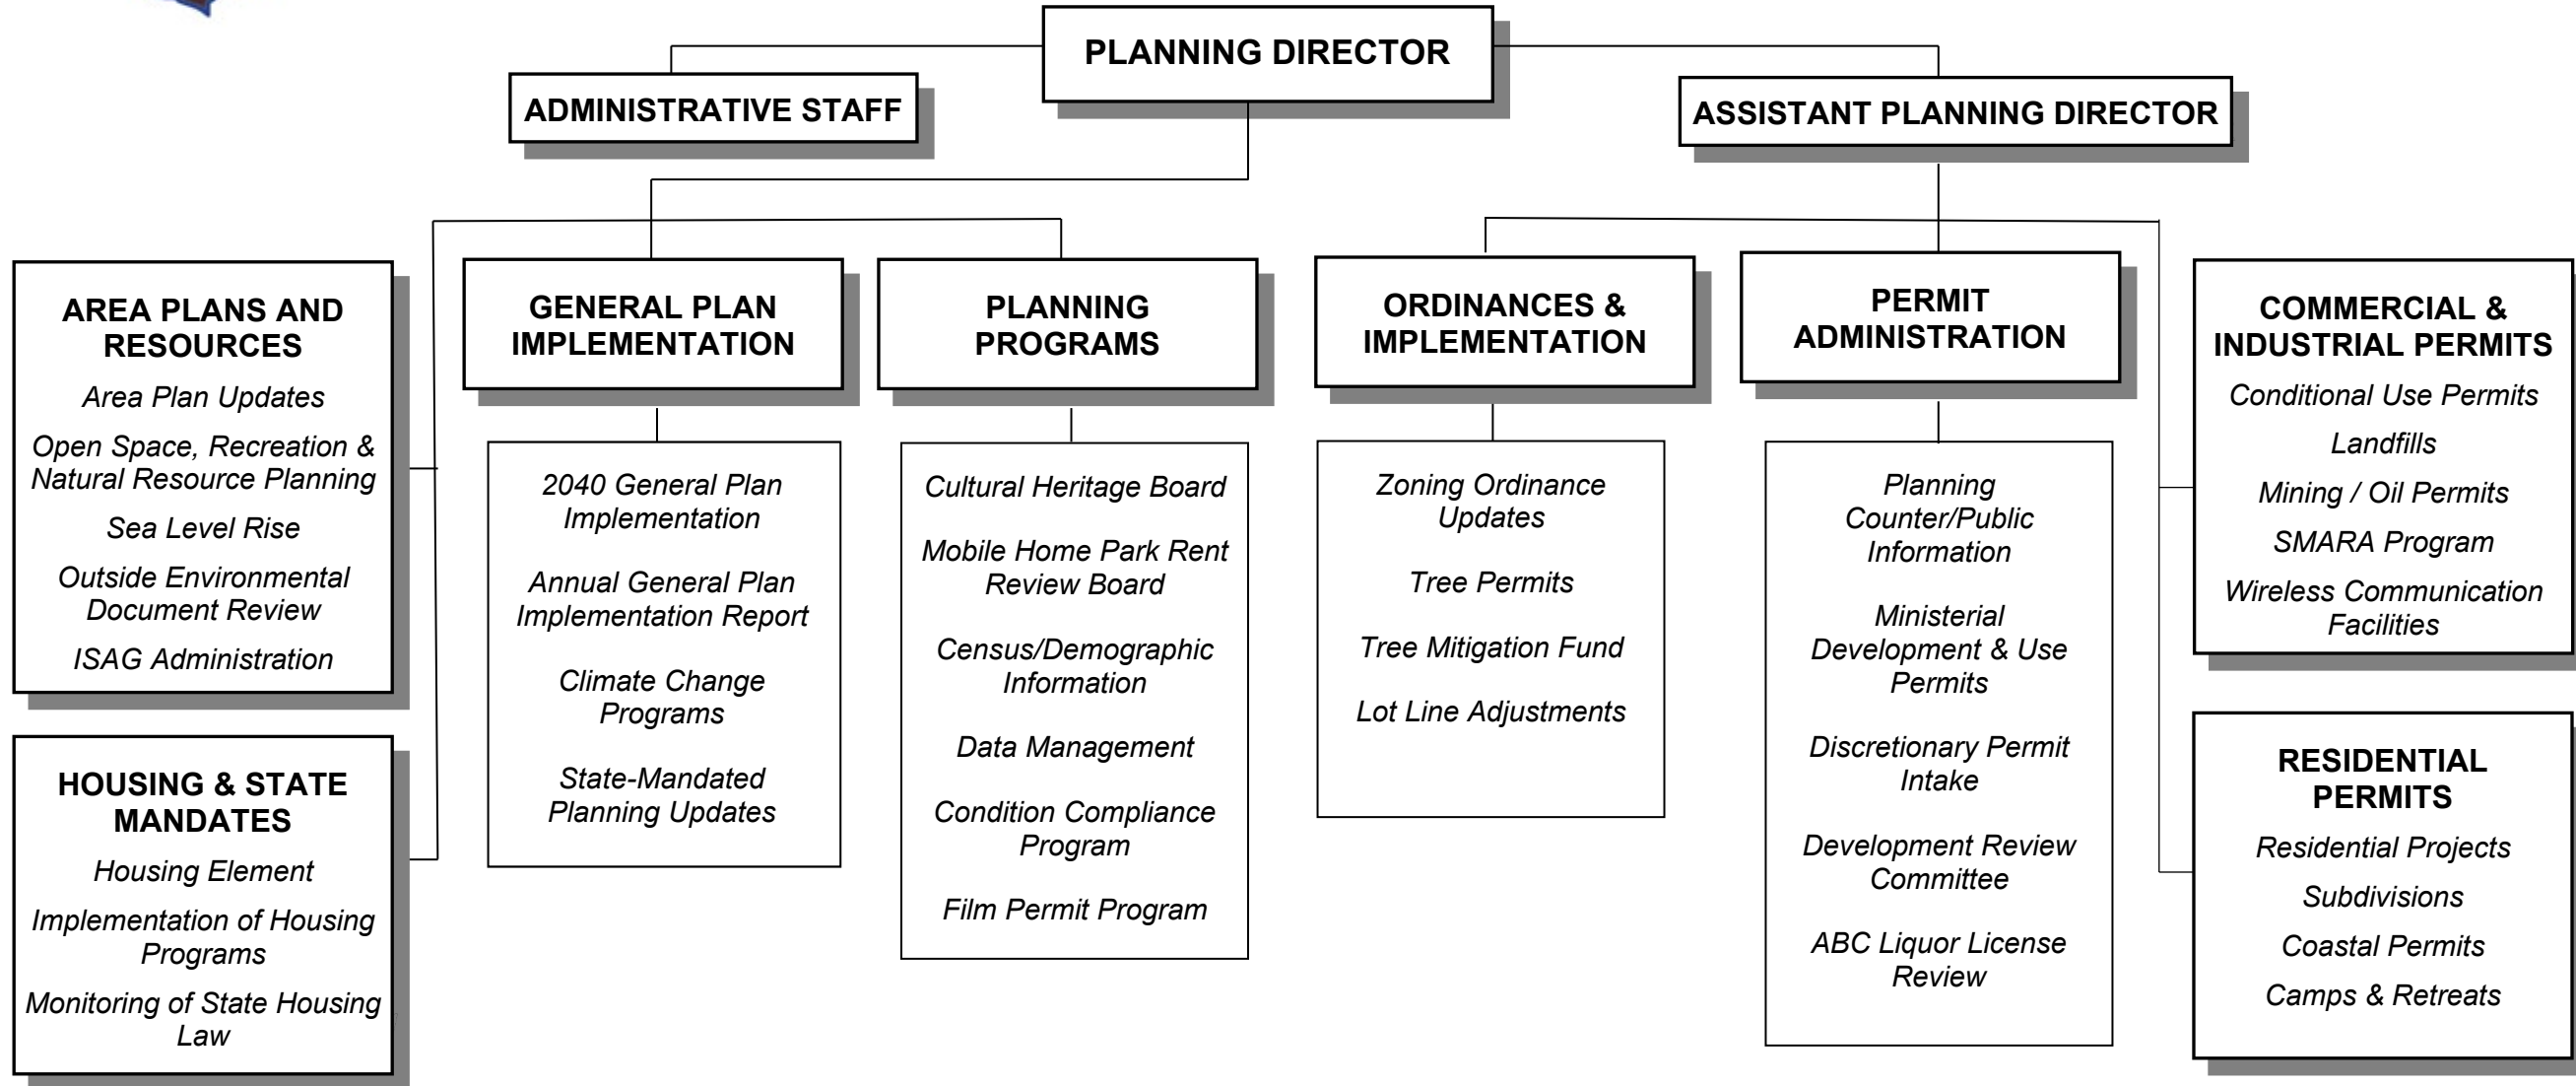 PLANNING DIRECTOR
ADMINISTRATIVE STAFF
ASSISTANT PLANNING DIRECTOR
AREA PLANS AND
RESOURCES
Area Plan Updates
Open Space, Recreation &
Natural Resource Planning
Sea Level Rise
Outside Environmental
Document Review
ISAG Administration
HOUSING & STATE
MANDATES
Housing Element
Implementation of Housing
Programs
Monitoring of State Housing
Law
GENERAL PLAN
IMPLEMENTATION
2040 General Plan
Implementation
Annual General Plan
Implementation Report
Climate Change
Programs
State-Mandated
Planning Updates
PLANNING
PROGRAMS
Cultural Heritage Board
Mobile Home Park Rent
Review Board
Census/Demographic
Information
Data Management
Condition Compliance
Program
Film Permit Program
ORDINANCES &
IMPLEMENTATION
Zoning Ordinance
Updates
Tree Permits
Tree Mitigation Fund
Lot Line Adjustments
PERMIT
ADMINISTRATION
Planning
Counter/Public
Information
Ministerial
Development & Use
Permits
Discretionary Permit
Intake
Development Review
Committee
ABC Liquor License
Review
COMMERCIAL &
INDUSTRIAL PERMITS
Conditional Use Permits
Landfills
Mining / Oil Permits
SMARA Program
Wireless Communication
Facilities
RESIDENTIAL
PERMITS
Residential Projects
Subdivisions
Coastal Permits
Camps & Retreats